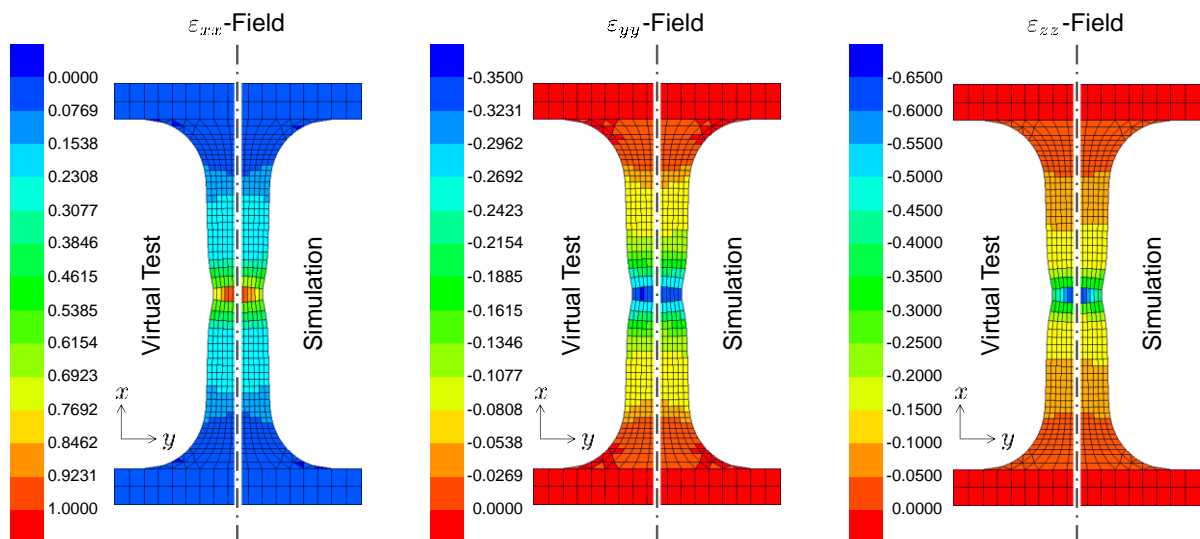 ε_xx-Field
0.0000
0.0769
0.1538
0.2308
0.3077
0.3846
0.4615
0.5385
0.6154
0.6923
0.7692
0.8462
0.9231
1.0000
Virtual Test
Simulation
x
y
ε_yy-Field
-0.3500
-0.3231
-0.2962
-0.2692
-0.2423
-0.2154
-0.1885
-0.1615
-0.1346
-0.1077
-0.0808
-0.0538
-0.0269
0.0000
Virtual Test
Simulation
x
y
ε_zz-Field
-0.6500
-0.6000
-0.5500
-0.5000
-0.4500
-0.4000
-0.3500
-0.3000
-0.2500
-0.2000
-0.1500
-0.1000
-0.0500
0.0000
Virtual Test
Simulation
x
y